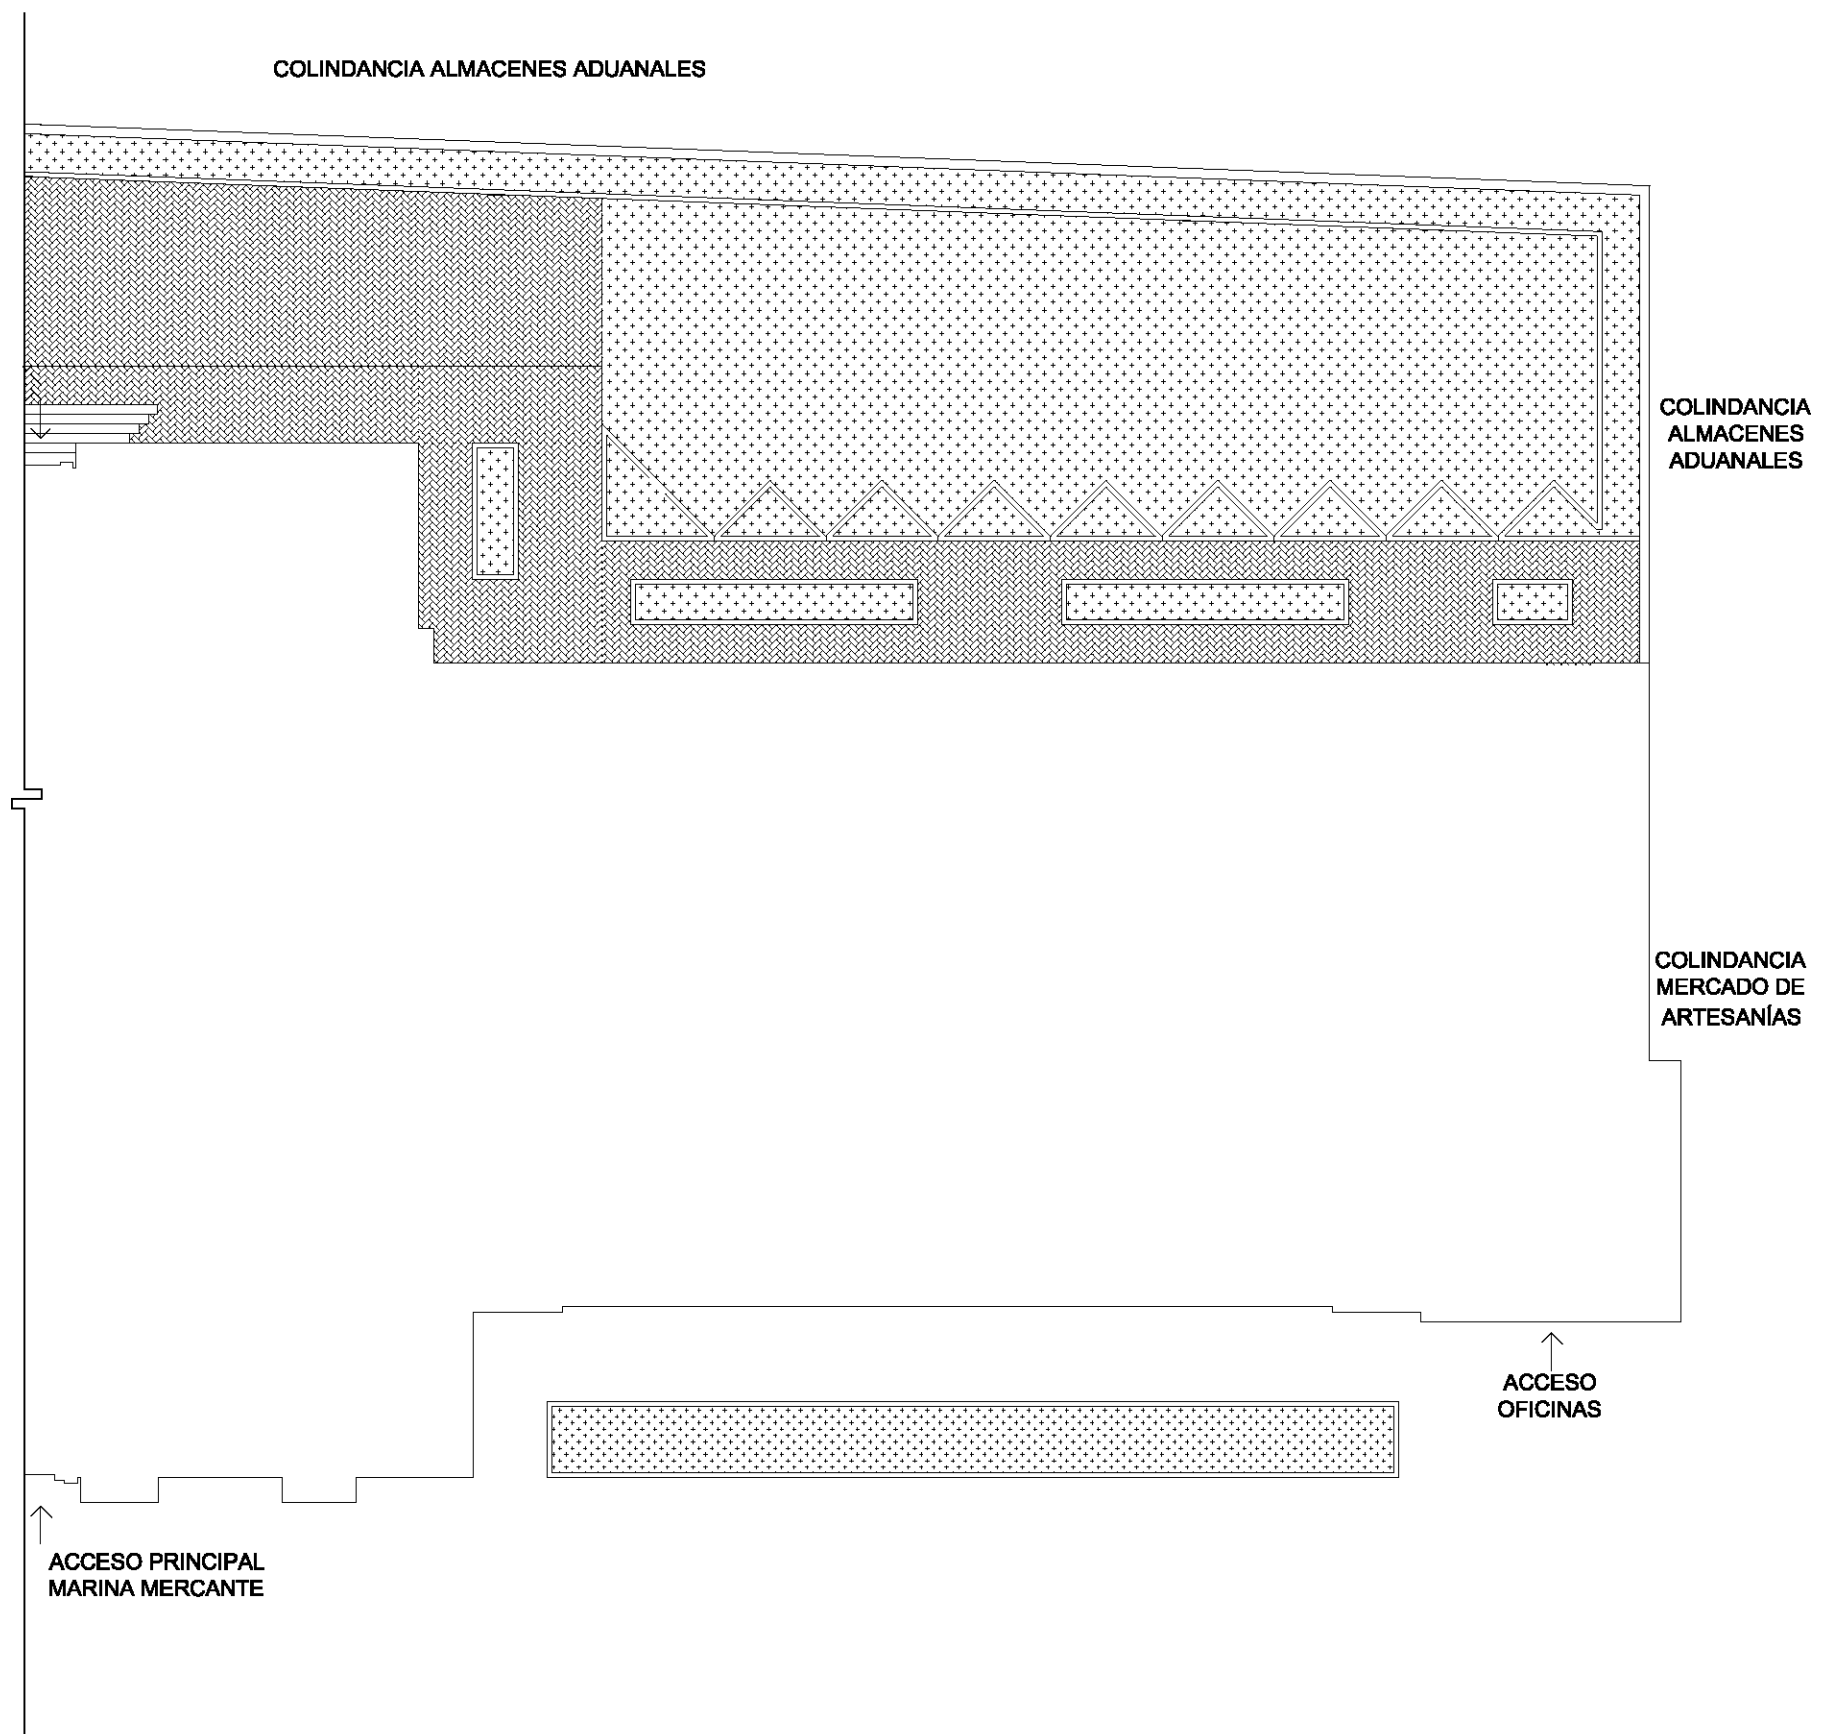 COLINDANCIA ALMACENES ADUANALES
COLINDANCIA
ALMACENES
ADUANALES
COLINDANCIA
MERCADO DE
ARTESANÍAS
ACCESO
OFICINAS
ACCESO PRINCIPAL
MARINA MERCANTE